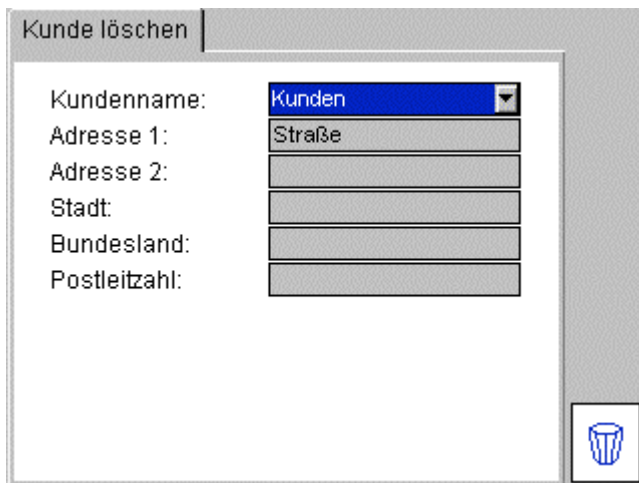 Kunde löschen
Kundenname: Kunden
Adresse 1: Straße
Adresse 2:
Stadt:
Bundesland:
Postleitzahl: